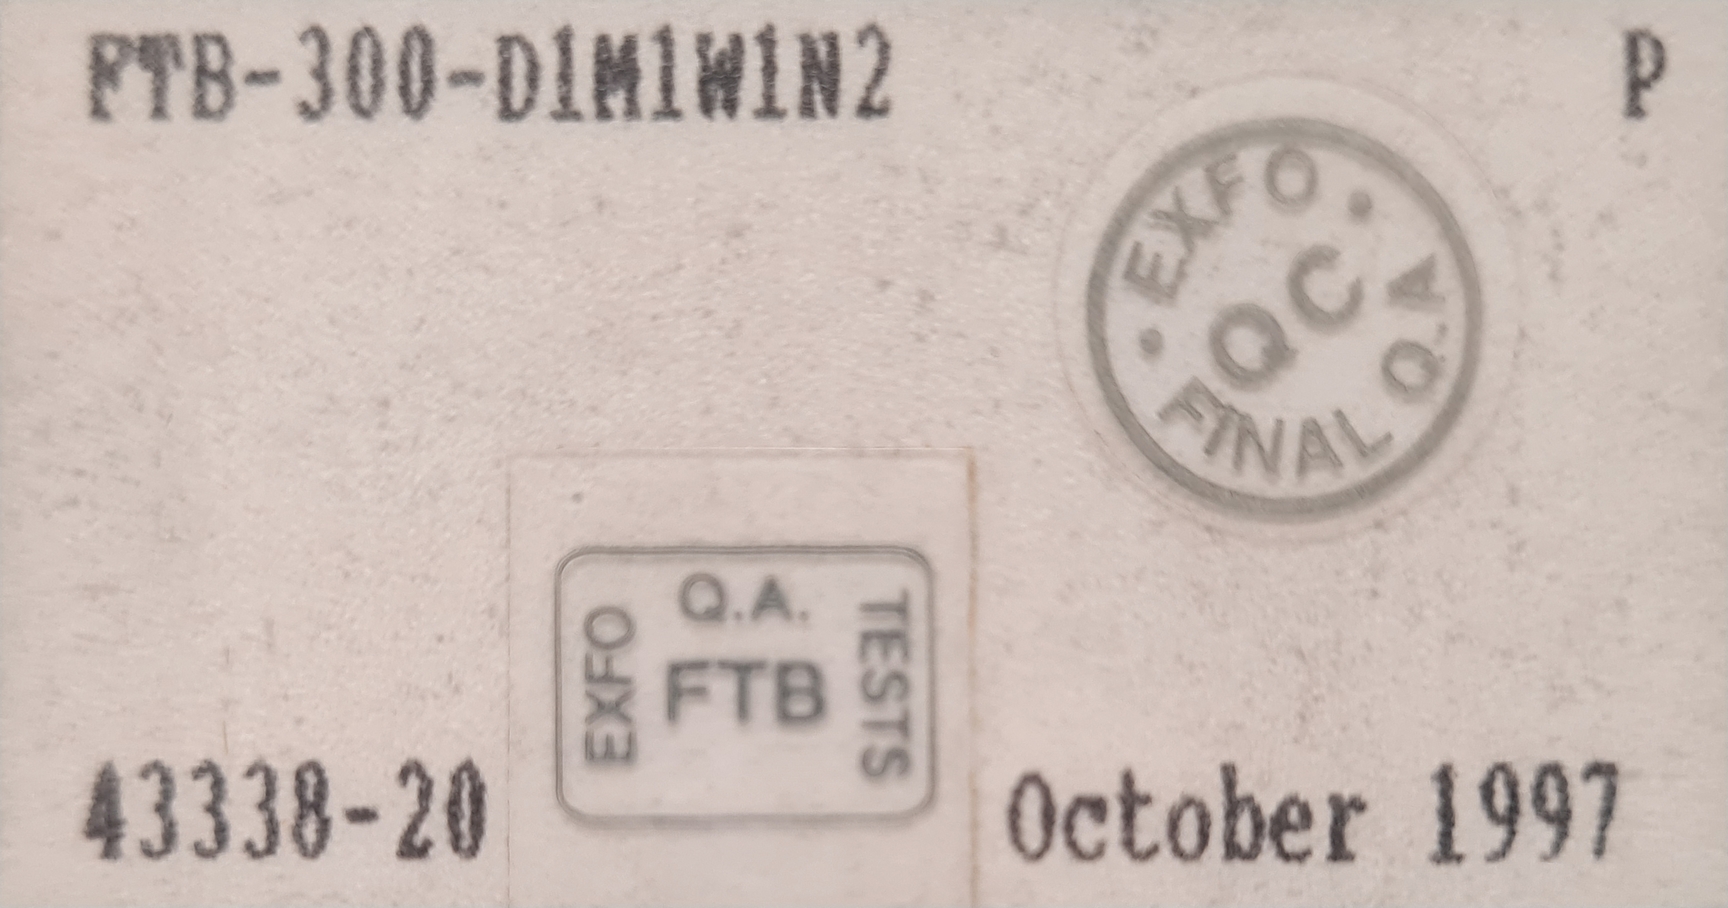 FTB-300-D1M1W1N2 P
EXFO
QC
FINAL Q.A
Q.A.
EXFO FTB TESTS
43338-20 October 1997